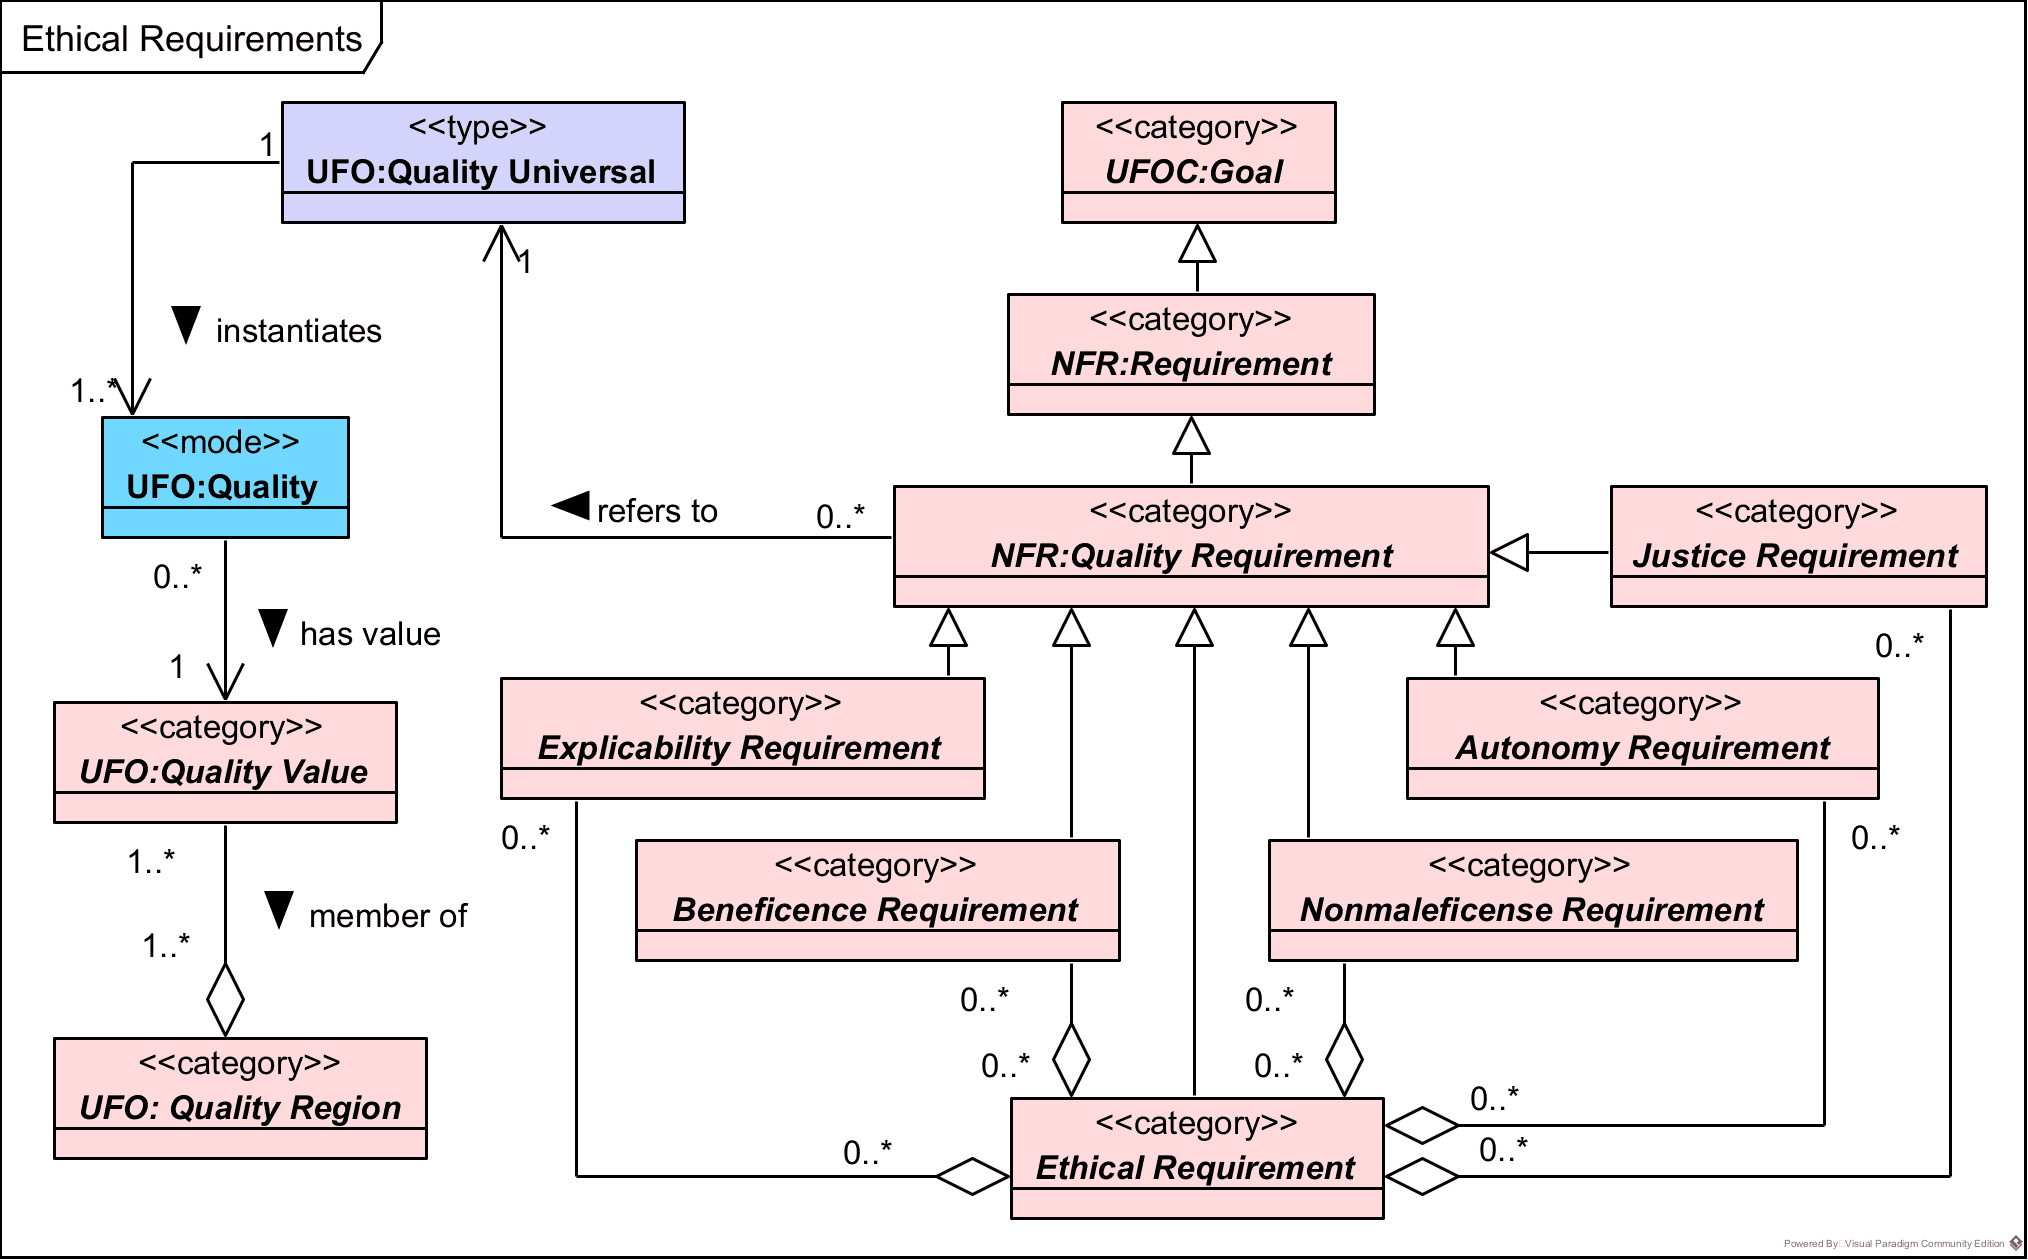 Ethical Requirements
<<type>>
UFO:Quality Universal
1
1
<<category>>
UFOC:Goal
<<category>>
NFR:Requirement
instantiates
1..*
<<mode>>
UFO:Quality
refers to
0..*
<<category>>
NFR:Quality Requirement
<<category>>
Justice Requirement
0..*
0..*
has value
1
<<category>>
UFO:Quality Value
<<category>>
Explicability Requirement
0..*
<<category>>
Autonomy Requirement
0..*
1..*
member of
1..*
<<category>>
UFO: Quality Region
<<category>>
Beneficence Requirement
0..*
0..*
<<category>>
Nonmaleficense Requirement
0..*
0..*
0..*
0..*
0..*
<<category>>
Ethical Requirement
Powered By Visual Paradigm Community Edition